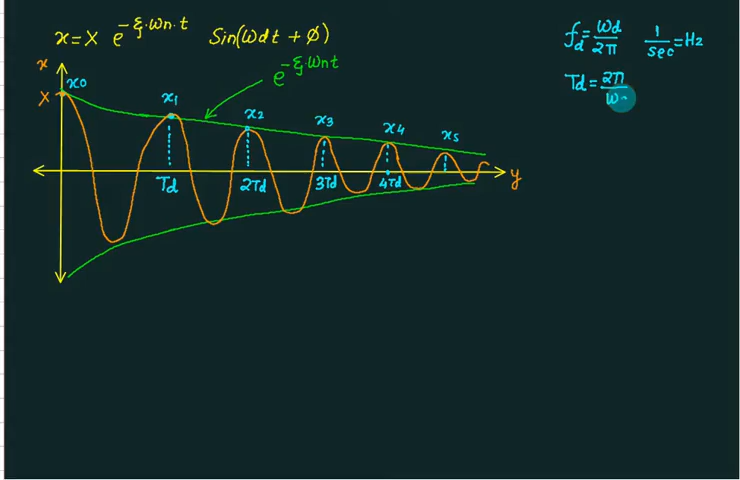 x = X e^{-ξ·ωn·t} Sin(ωdt + ø)
fd = ωd/2π 1/sec = Hz
Td = 2π/ω
e^{-ξ·ωnt}
x
x0
X
x1
x2
x3
x4
x5
Td
2Td
3Td
4Td
y